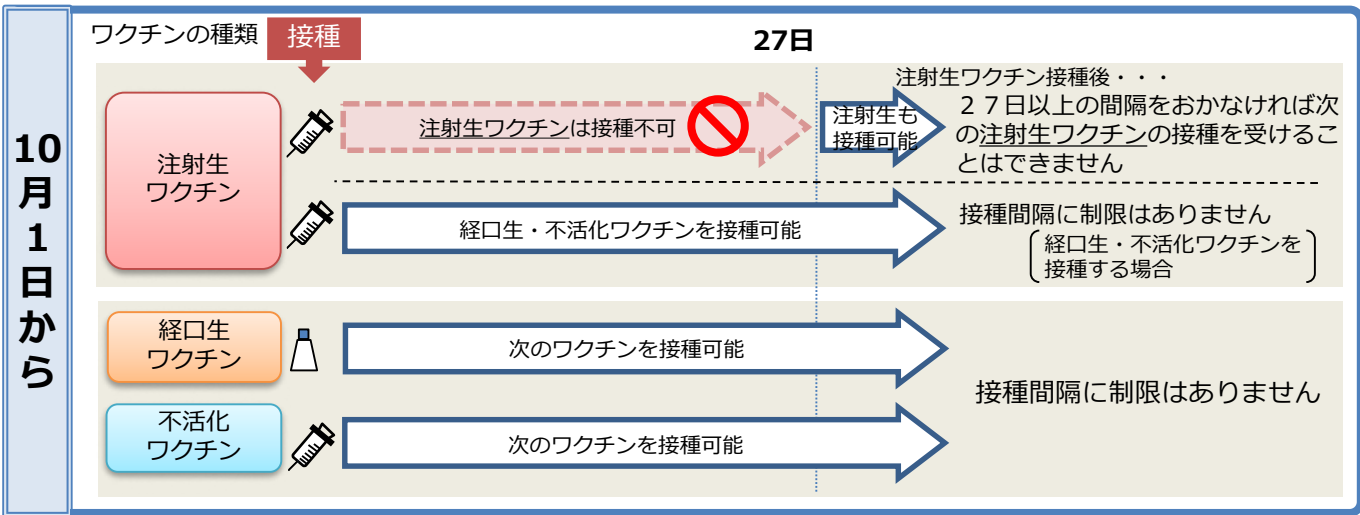 10月1日から
ワクチンの種類
接種
27日
注射生
ワクチン
注射生ワクチンは接種不可
注射生も
接種可能
注射生ワクチン接種後・・・
27日以上の間隔をおかなければ次
の注射生ワクチンの接種を受けるこ
とはできません
経口生・不活化ワクチンを接種可能
接種間隔に制限はありません
経口生・不活化ワクチンを
接種する場合
経口生
ワクチン
次のワクチンを接種可能
不活化
ワクチン
次のワクチンを接種可能
接種間隔に制限はありません